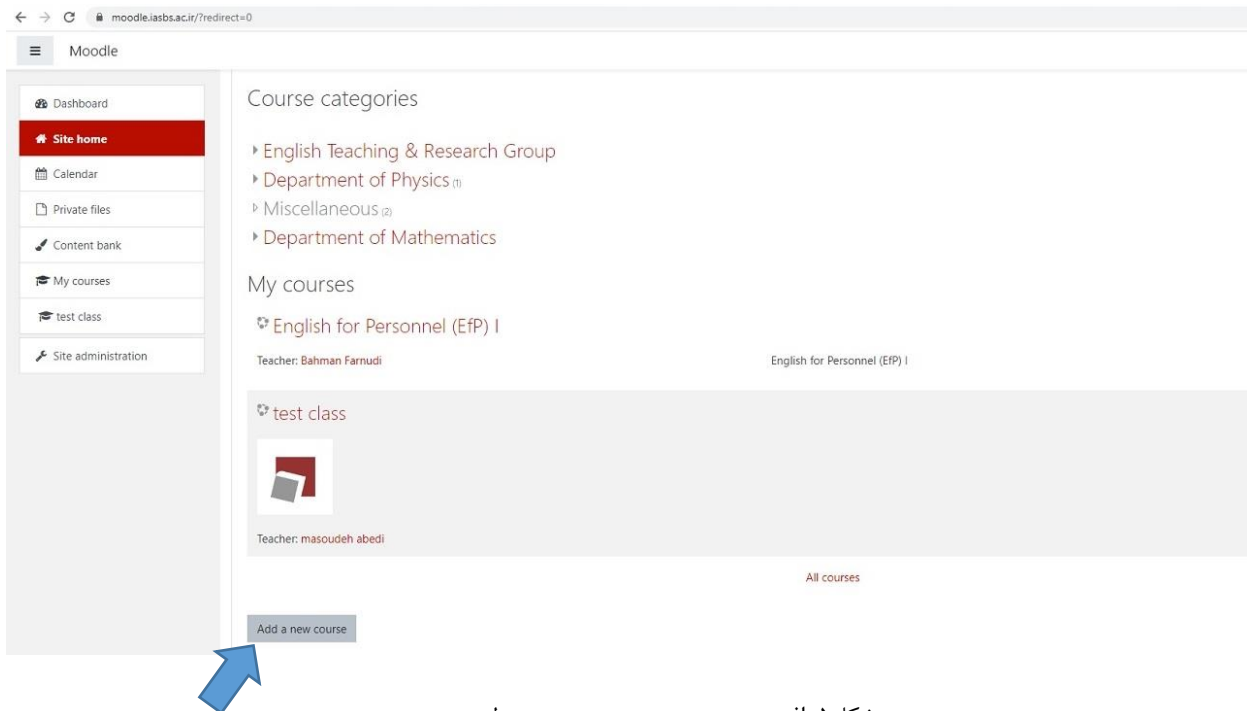 moodle.iasbs.ac.ir/?redirect=0
Moodle
Dashboard
Site home
Calendar
Private files
Content bank
My courses
test class
Site administration
Course categories
English Teaching & Research Group
Department of Physics (1)
Miscellaneous (2)
Department of Mathematics
My courses
English for Personnel (EfP) I
Teacher: Bahman Farnudi
English for Personnel (EfP) I
test class
Teacher: masoudeh abedi
All courses
Add a new course